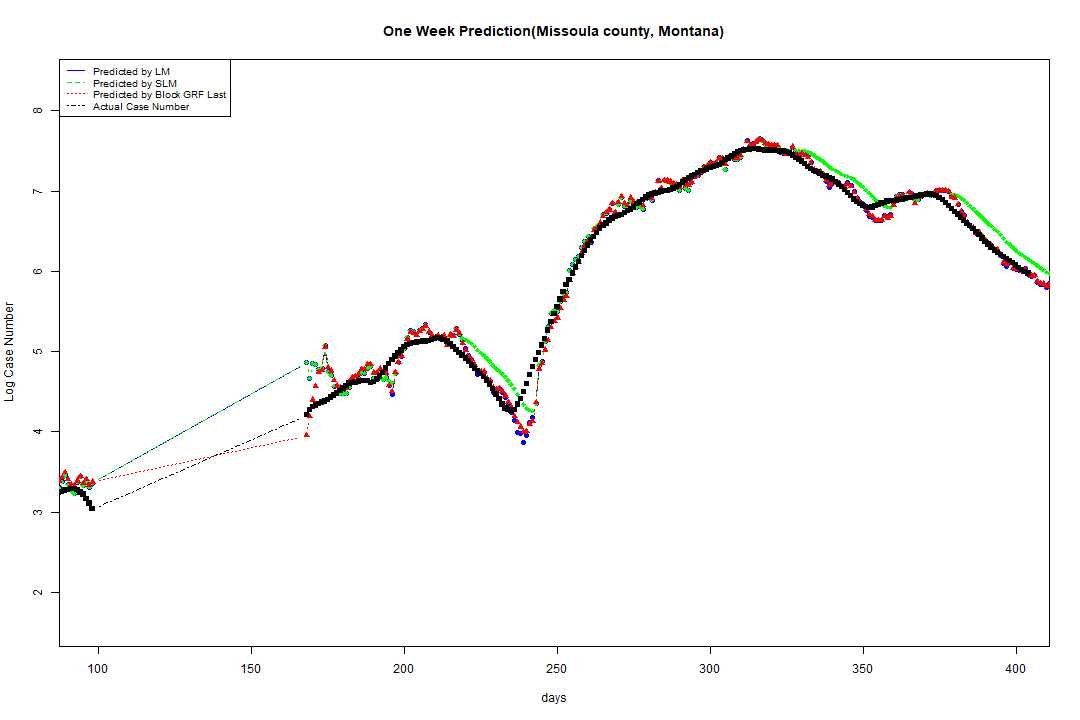 One Week Prediction(Missoula county, Montana)
Predicted by LM
Predicted by SLM
Predicted by Block GRF Last
Actual Case Number
8
7
6
5
4
3
2
Log Case Number
100 150 200 250 300 350 400
days